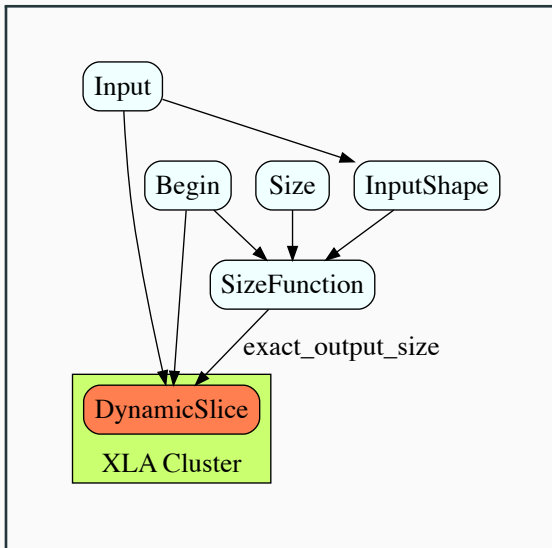 Input
Begin
Size
InputShape
SizeFunction
exact_output_size
DynamicSlice
XLA Cluster